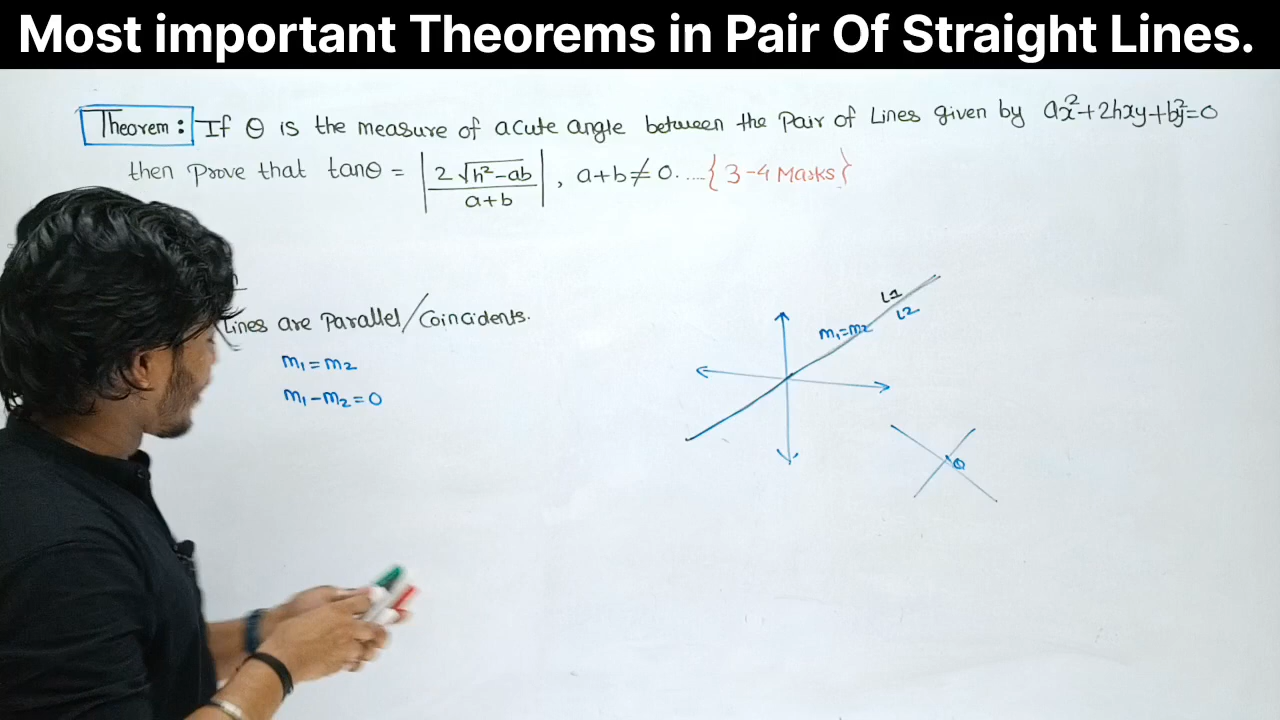 Most important Theorems in Pair Of Straight Lines.
Theorem: If θ is the measure of acute angle between the Pair of Lines given by ax²+2hxy+by²=0
then Prove that tanθ = |2√h²-ab / a+b|, a+b≠0. ....{3-4 Marks}
Lines are Parallel/Coincidents.
m₁=m₂
m₁-m₂=0
L1
L2
m₁=m₂
θ